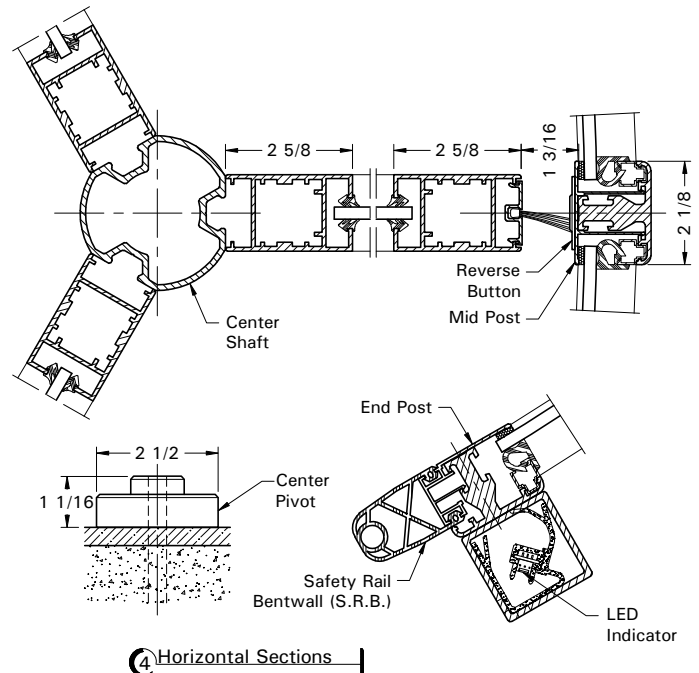 2 5/8
2 5/8
1 3/16
2 1/8
Reverse
Button
Mid Post
Center
Shaft
End Post
2 1/2
Center
Pivot
1 1/16
Safety Rail
Bentwall (S.R.B.)
LED
Indicator
4 Horizontal Sections